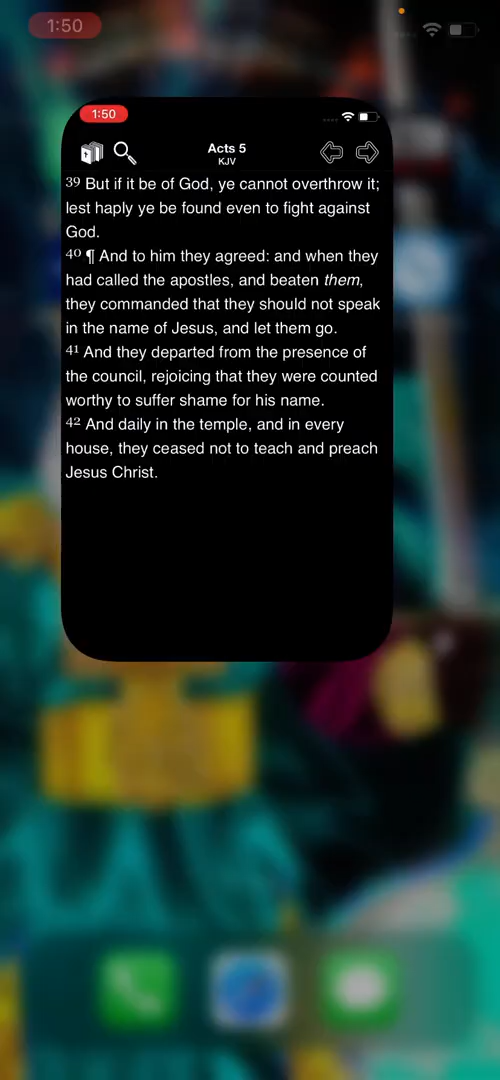 1:50
1:50
Acts 5
KJV
39 But if it be of God, ye cannot overthrow it;
lest haply ye be found even to fight against
God.
40 ¶ And to him they agreed: and when they
had called the apostles, and beaten them,
they commanded that they should not speak
in the name of Jesus, and let them go.
41 And they departed from the presence of
the council, rejoicing that they were counted
worthy to suffer shame for his name.
42 And daily in the temple, and in every
house, they ceased not to teach and preach
Jesus Christ.